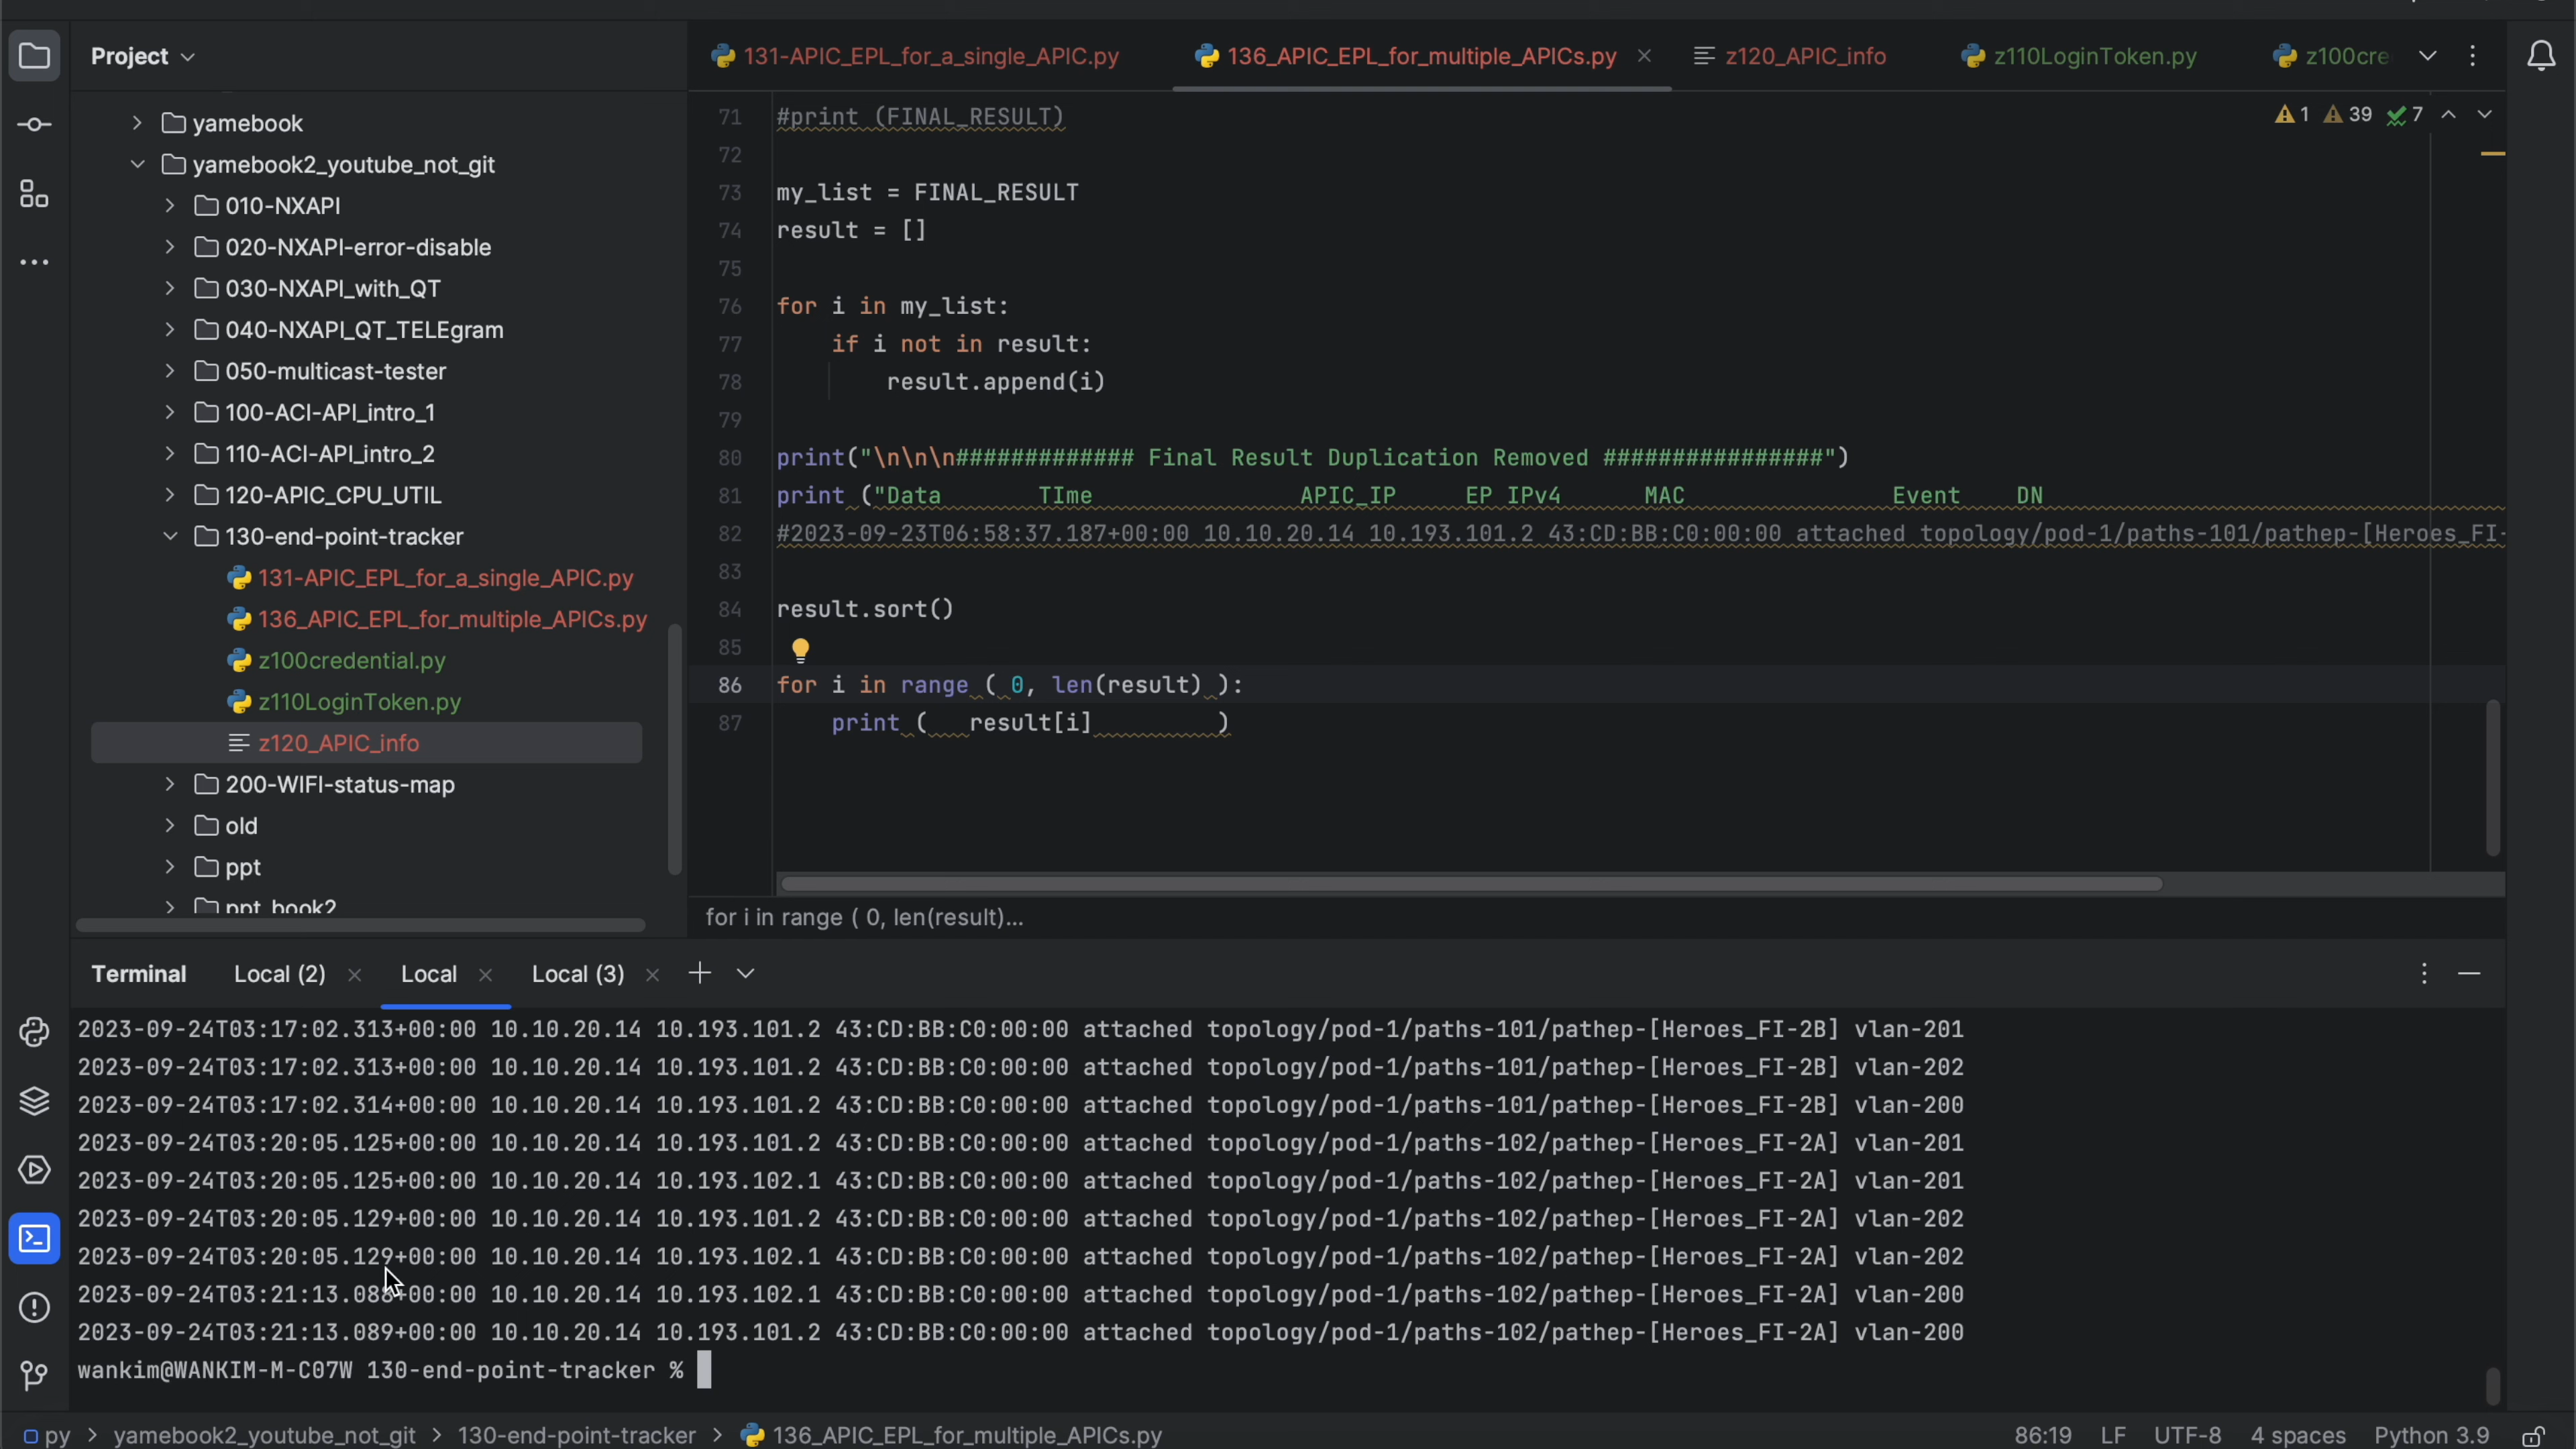 Project
131-APIC_EPL_for_a_single_APIC.py
136_APIC_EPL_for_multiple_APICs.py
z120_APIC_info
z110LoginToken.py
z100cre
yamebook
yamebook2_youtube_not_git
010-NXAPI
020-NXAPI-error-disable
030-NXAPI_with_QT
040-NXAPI_QT_TELEgram
050-multicast-tester
100-ACI-API_intro_1
110-ACI-API_intro_2
120-APIC_CPU_UTIL
130-end-point-tracker
131-APIC_EPL_for_a_single_APIC.py
136_APIC_EPL_for_multiple_APICs.py
z100credential.py
z110LoginToken.py
z120_APIC_info
200-WIFI-status-map
old
ppt
ppt_book2
1 39 7
71 #print (FINAL_RESULT)
72
73 my_list = FINAL_RESULT
74 result = []
75
76 for i in my_list:
77 if i not in result:
78 result.append(i)
79
80 print("\n\n\n############# Final Result Duplication Removed ################")
81 print ("Data TIme APIC_IP EP IPv4 MAC Event DN
82 #2023-09-23T06:58:37.187+00:00 10.10.20.14 10.193.101.2 43:CD:BB:C0:00:00 attached topology/pod-1/paths-101/pathep-[Heroes_FI-
83
84 result.sort()
85
86 for i in range ( 0, len(result) ):
87 print ( result[i] )
for i in range ( 0, len(result)...
Terminal Local (2) Local Local (3)
2023-09-24T03:17:02.313+00:00 10.10.20.14 10.193.101.2 43:CD:BB:C0:00:00 attached topology/pod-1/paths-101/pathep-[Heroes_FI-2B] vlan-201
2023-09-24T03:17:02.313+00:00 10.10.20.14 10.193.101.2 43:CD:BB:C0:00:00 attached topology/pod-1/paths-101/pathep-[Heroes_FI-2B] vlan-202
2023-09-24T03:17:02.314+00:00 10.10.20.14 10.193.101.2 43:CD:BB:C0:00:00 attached topology/pod-1/paths-101/pathep-[Heroes_FI-2B] vlan-200
2023-09-24T03:20:05.125+00:00 10.10.20.14 10.193.101.2 43:CD:BB:C0:00:00 attached topology/pod-1/paths-102/pathep-[Heroes_FI-2A] vlan-201
2023-09-24T03:20:05.125+00:00 10.10.20.14 10.193.102.1 43:CD:BB:C0:00:00 attached topology/pod-1/paths-102/pathep-[Heroes_FI-2A] vlan-201
2023-09-24T03:20:05.129+00:00 10.10.20.14 10.193.101.2 43:CD:BB:C0:00:00 attached topology/pod-1/paths-102/pathep-[Heroes_FI-2A] vlan-202
2023-09-24T03:20:05.129+00:00 10.10.20.14 10.193.102.1 43:CD:BB:C0:00:00 attached topology/pod-1/paths-102/pathep-[Heroes_FI-2A] vlan-202
2023-09-24T03:21:13.088+00:00 10.10.20.14 10.193.102.1 43:CD:BB:C0:00:00 attached topology/pod-1/paths-102/pathep-[Heroes_FI-2A] vlan-200
2023-09-24T03:21:13.089+00:00 10.10.20.14 10.193.101.2 43:CD:BB:C0:00:00 attached topology/pod-1/paths-102/pathep-[Heroes_FI-2A] vlan-200
wankim@WANKIM-M-C07W 130-end-point-tracker %
py > yamebook2_youtube_not_git > 130-end-point-tracker > 136_APIC_EPL_for_multiple_APICs.py 86:19 LF UTF-8 4 spaces Python 3.9